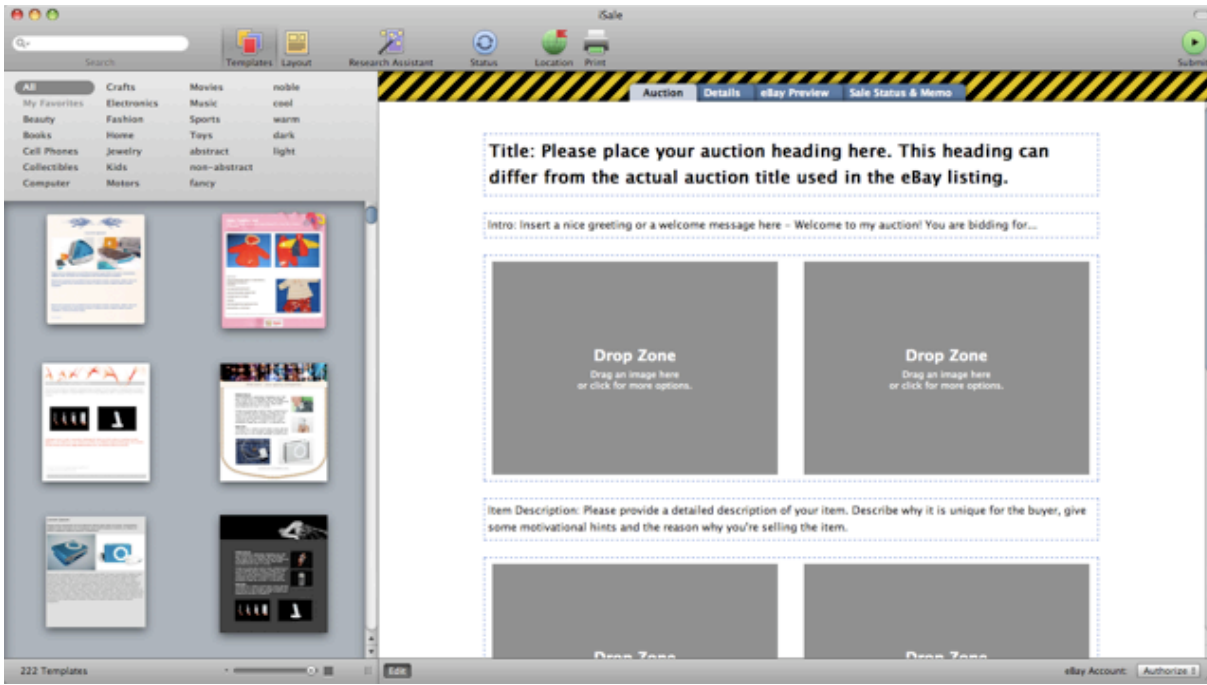 iSale
Search
Templates
Layout
Research Assistant
Status
Location
Print
Submit
All
Crafts
Movies
noble
My Favorites
Electronics
Music
cool
Beauty
Fashion
Sports
warm
Books
Home
Toys
dark
Cell Phones
Jewelry
abstract
light
Collectibles
Kids
non-abstract
Computer
Motors
fancy
Auction
Details
eBay Preview
Sale Status & Memo
Title: Please place your auction heading here. This heading can
differ from the actual auction title used in the eBay listing.
Intro: Insert a nice greeting or a welcome message here – Welcome to my auction! You are bidding for...
Drop Zone
Drag an image here
or click for more options.
Drop Zone
Drag an image here
or click for more options.
Item Description: Please provide a detailed description of your item. Describe why it is unique for the buyer, give
some motivational hints and the reason why you're selling the item.
Drop Zone
Drop Zone
222 Templates
Edit
eBay Account:
Authorize